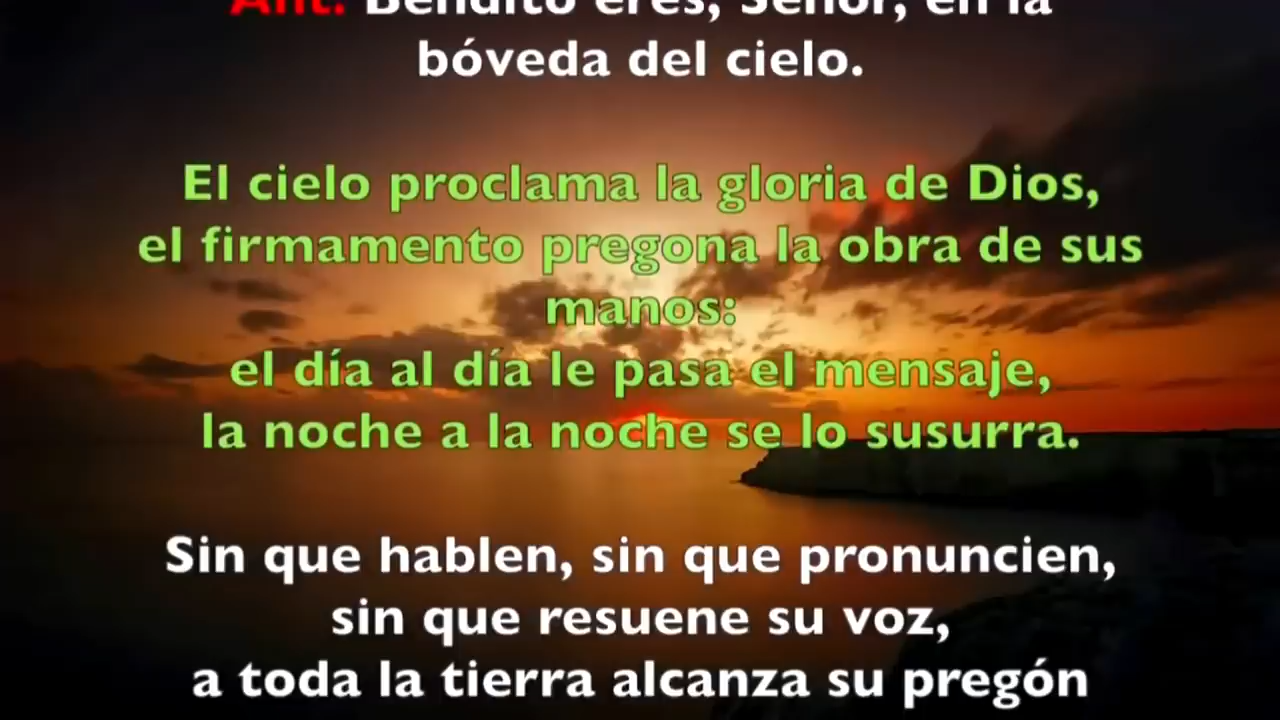 Ant. Bendito eres, Señor, en la
bóveda del cielo.
El cielo proclama la gloria de Dios,
el firmamento pregona la obra de sus
manos:
el día al día le pasa el mensaje,
la noche a la noche se lo susurra.
Sin que hablen, sin que pronuncien,
sin que resuene su voz,
a toda la tierra alcanza su pregón